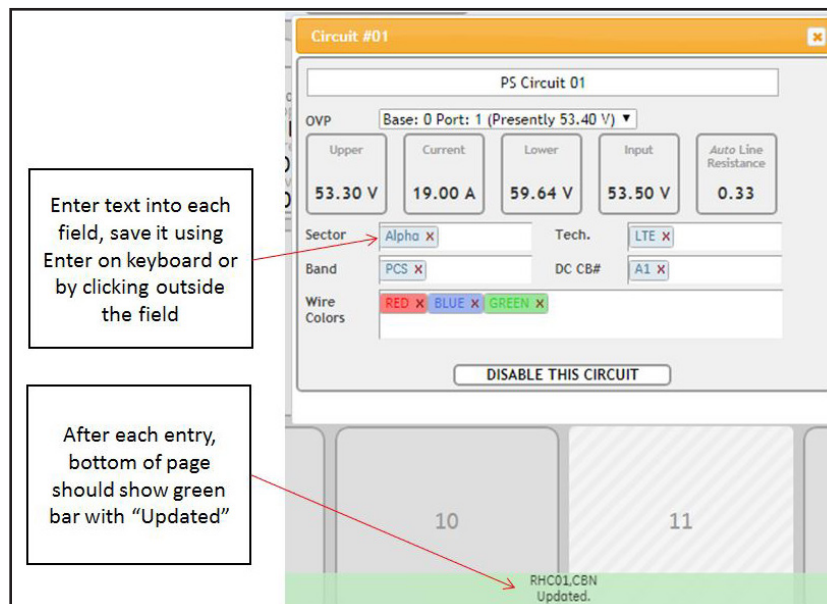 Circuit #01
PS Circuit 01
OVP Base: 0 Port: 1 (Presently 53.40 V)
Upper Current Lower Input Auto Line
Resistance
53.30 V 19.00 A 59.64 V 53.50 V 0.33
Sector Alpha x Tech. LTE x
Band PCS x DC CB# A1 x
Wire
Colors
RED x BLUE x GREEN x
DISABLE THIS CIRCUIT
Enter text into each
field, save it using
Enter on keyboard or
by clicking outside
the field
After each entry,
bottom of page
should show green
bar with “Updated”
10 11
RHC01,CBN
Updated.